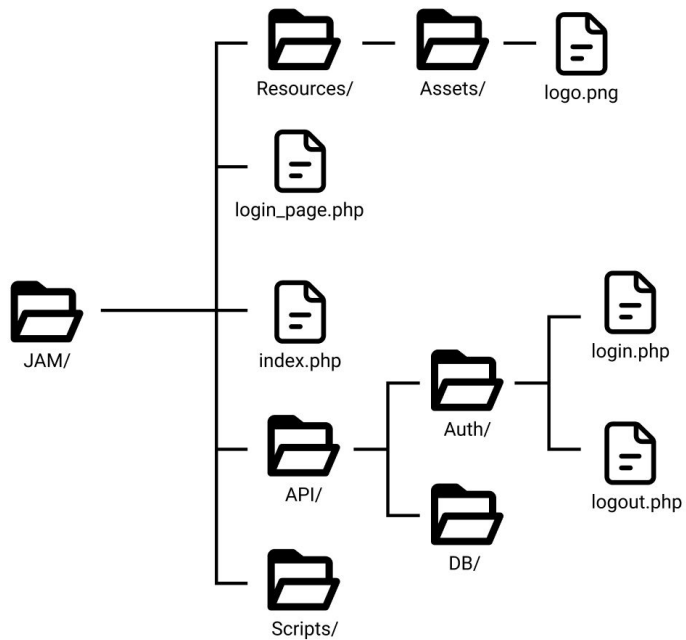 Resources/
Assets/
logo.png
login_page.php
JAM/
index.php
login.php
Auth/
API/
logout.php
DB/
Scripts/